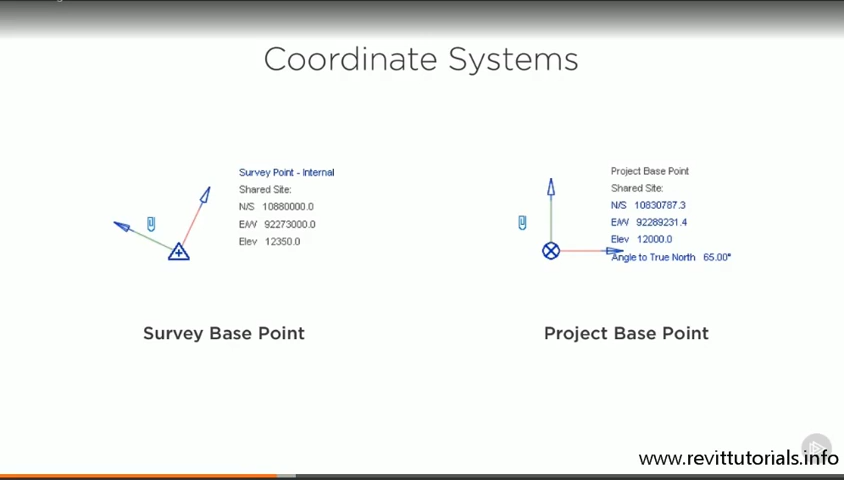 Coordinate Systems
Survey Point - Internal
Shared Site:
N/S 10880000.0
E/W 92273000.0
Elev 12350.0
Project Base Point
Shared Site:
N/S 10830787.3
E/W 92289231.4
Elev 12000.0
Angle to True North 65.00°
Survey Base Point
Project Base Point
www.revittutorials.info